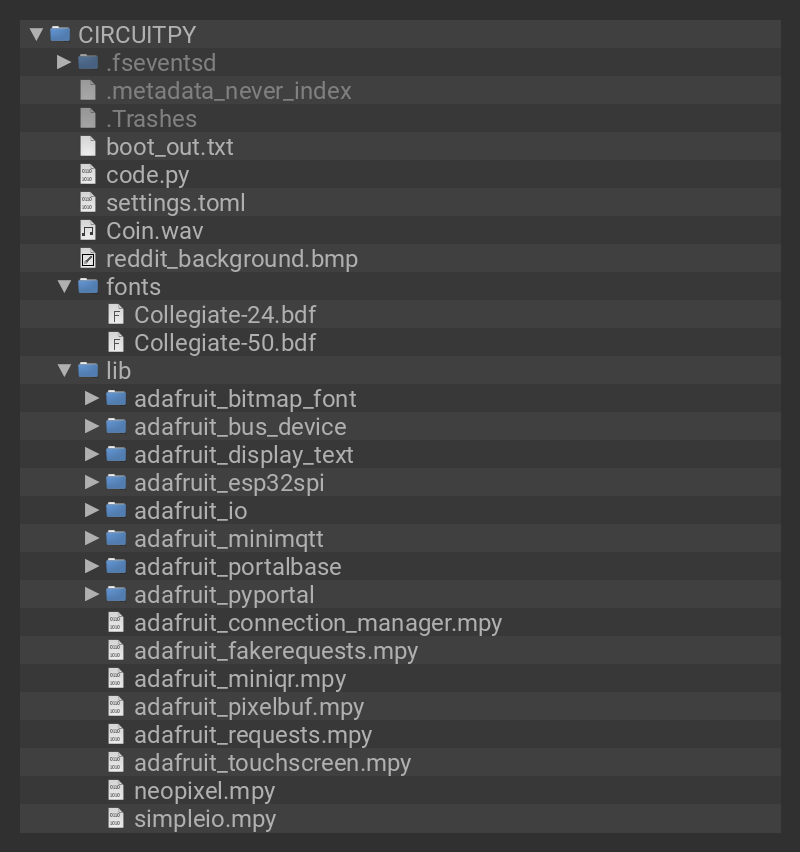 CIRCUITPY
.fseventsd
.metadata_never_index
.Trashes
boot_out.txt
code.py
settings.toml
Coin.wav
reddit_background.bmp
fonts
Collegiate-24.bdf
Collegiate-50.bdf
lib
adafruit_bitmap_font
adafruit_bus_device
adafruit_display_text
adafruit_esp32spi
adafruit_io
adafruit_minimqtt
adafruit_portalbase
adafruit_pyportal
adafruit_connection_manager.mpy
adafruit_fakerequests.mpy
adafruit_miniqr.mpy
adafruit_pixelbuf.mpy
adafruit_requests.mpy
adafruit_touchscreen.mpy
neopixel.mpy
simpleio.mpy